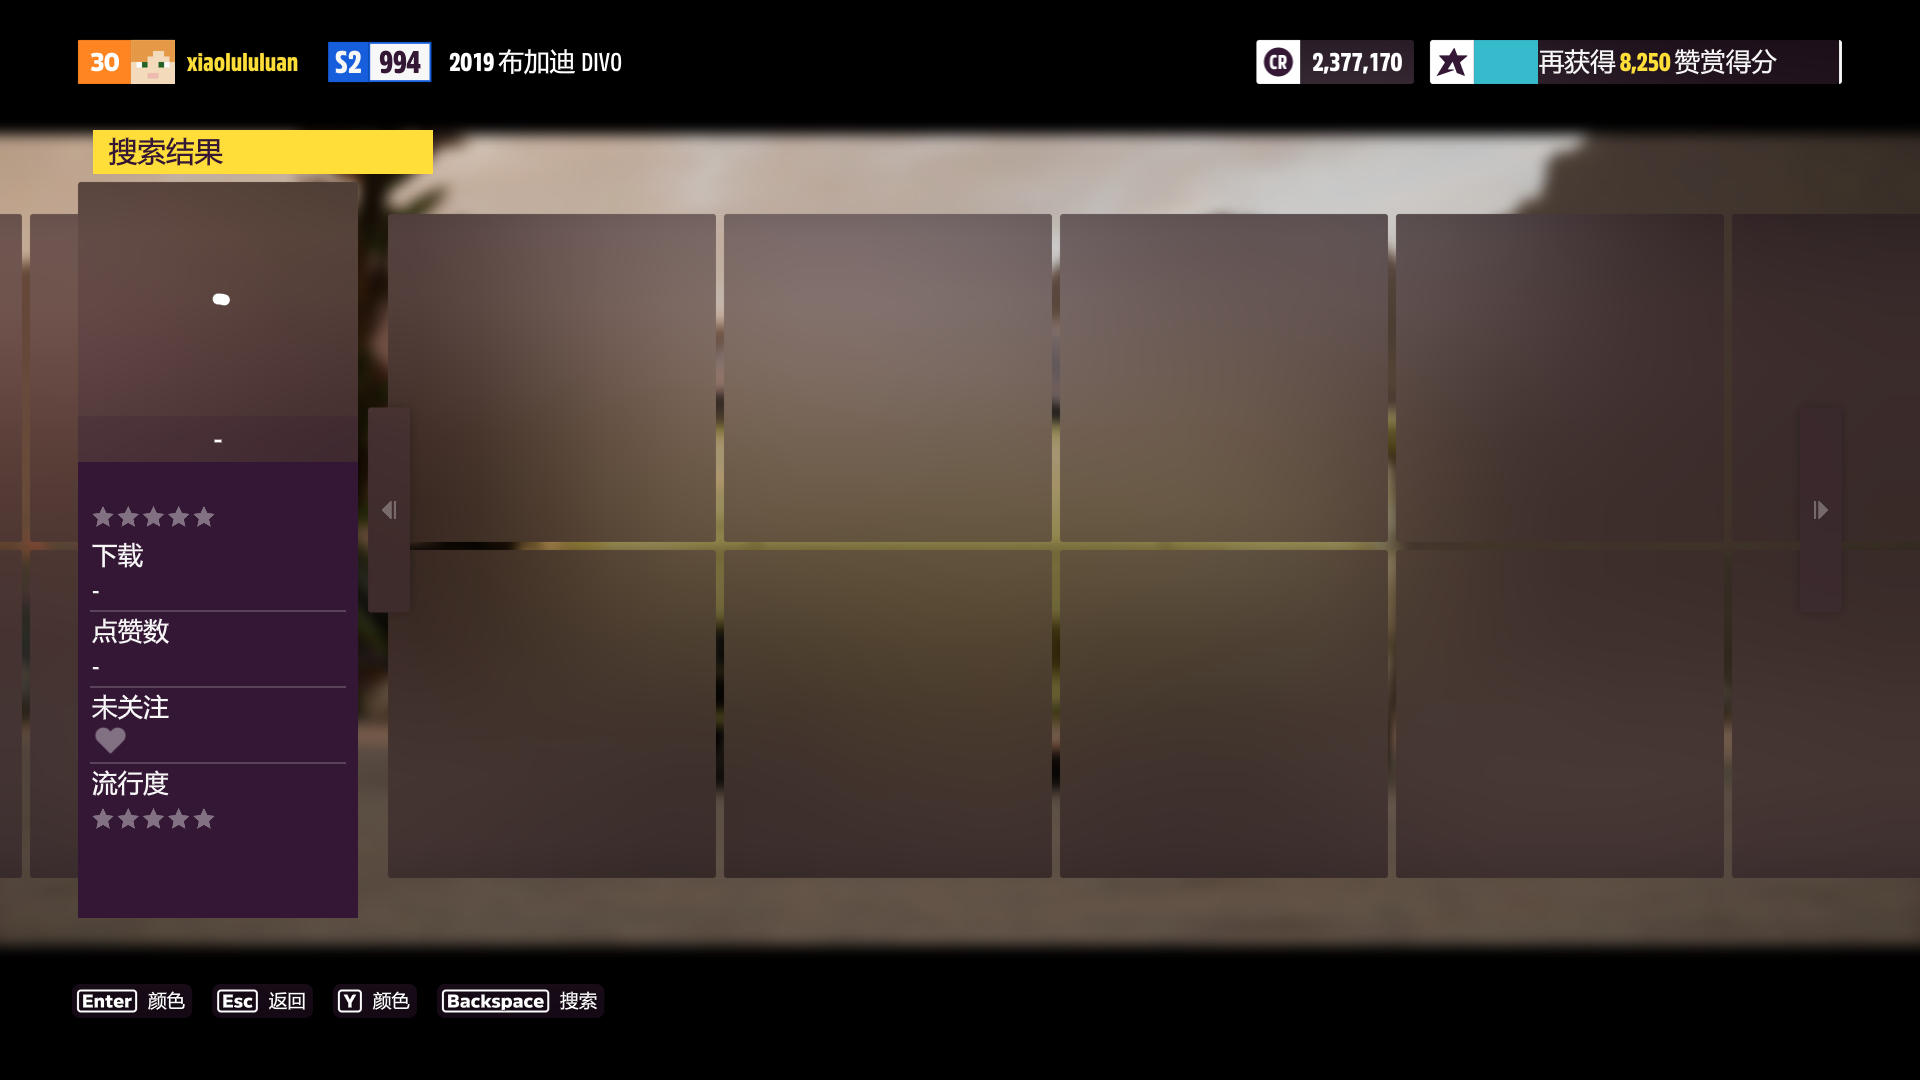 30 xiaolululuan S2 994 2019 布加迪 DIVO CR 2,377,170 再获得 8,250 赞赏得分
搜索结果
-
下载
-
点赞数
-
未关注
流行度
Enter 颜色 Esc 返回 Y 颜色 Backspace 搜索